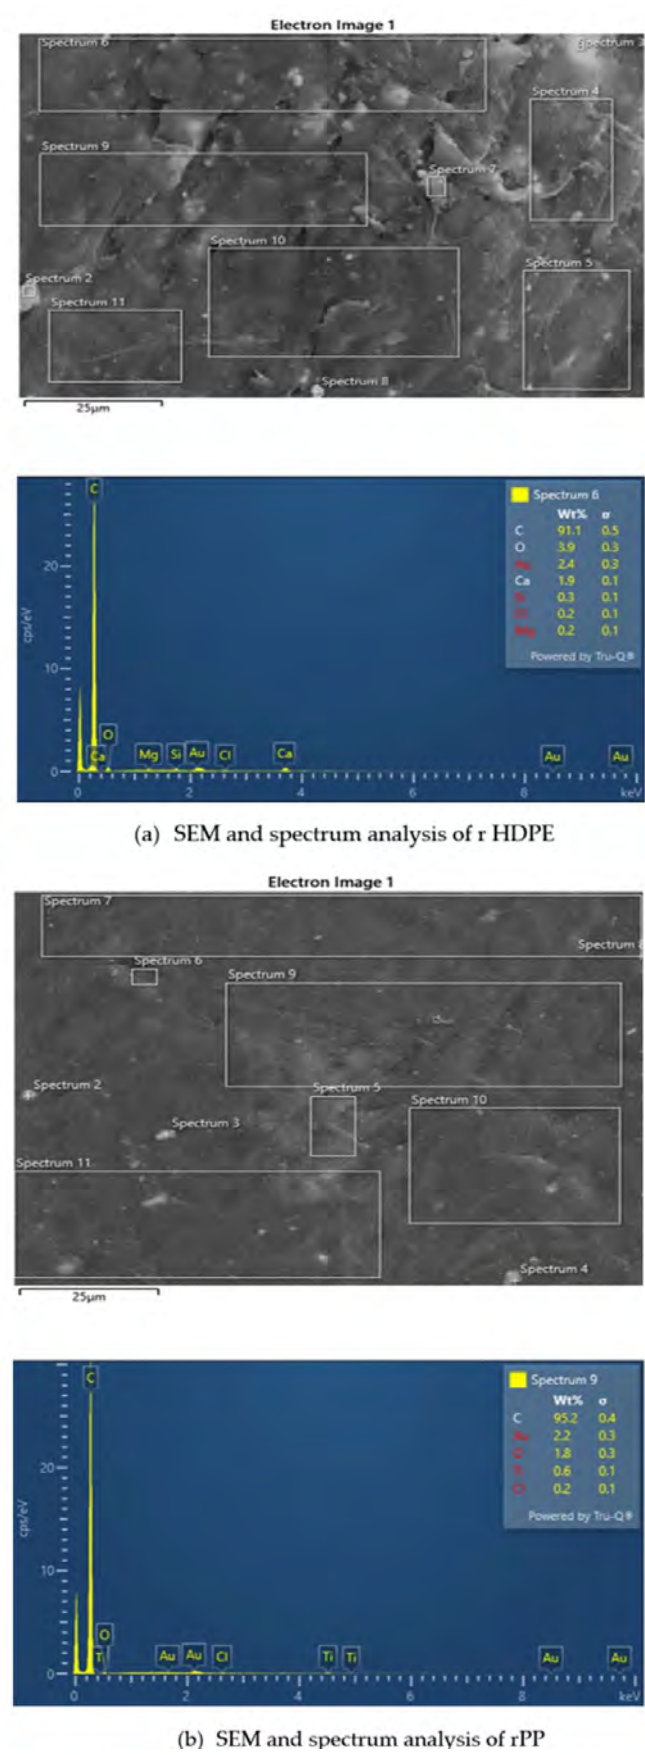 Electron Image 1
Spectrum 6
Spectrum 3
Spectrum 4
Spectrum 9
Spectrum 7
Spectrum 10
Spectrum 5
Spectrum 2
Spectrum 11
Spectrum 8
25µm
Spectrum 6
Wt% σ
C 91.1 0.5
O 3.9 0.3
Au 2.4 0.3
Ca 1.9 0.1
Si 0.3 0.1
Cl 0.2 0.1
Mg 0.2 0.1
Powered by Tru-Q®
C
20
cps/eV
10
O
Ca Mg Si Au Cl Ca Au Au
0
0 2 4 6 8 keV
(a) SEM and spectrum analysis of r HDPE
Electron Image 1
Spectrum 7
Spectrum 8
Spectrum 6
Spectrum 9
Spectrum 2
Spectrum 5
Spectrum 10
Spectrum 3
Spectrum 11
Spectrum 4
25µm
Spectrum 9
Wt% σ
C 95.2 0.4
Au 2.2 0.3
O 1.8 0.3
Ti 0.6 0.1
Cl 0.2 0.1
Powered by Tru-Q®
C
20
cps/eV
10
O
Ti Au Au Cl Ti Ti Au Au
0
0 2 4 6 8 keV
(b) SEM and spectrum analysis of rPP